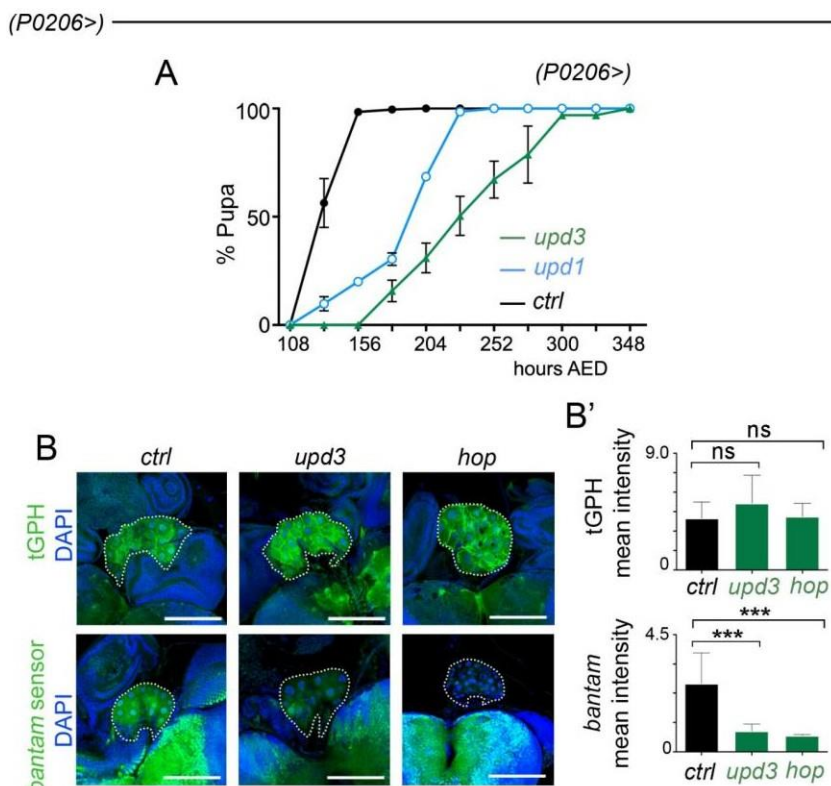 (P0206>)
A
(P0206>)
100
50
0
% Pupa
upd3
upd1
ctrl
108 156 204 252 300 348
hours AED
B
ctrl upd3 hop
tGPH
DAPI
bantam sensor
DAPI
B'
ns
ns
9.0
0
tGPH
mean intensity
ctrl upd3 hop
***
***
4.5
0
bantam
mean intensity
ctrl upd3 hop